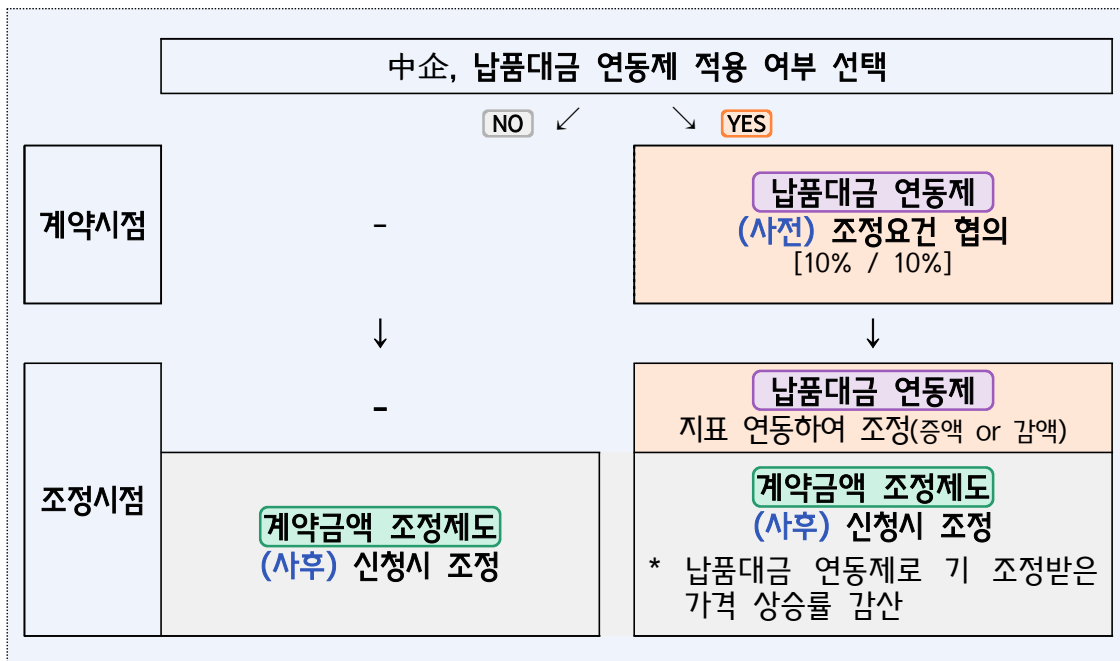 中企, 납품대금 연동제 적용 여부 선택
NO ↙ ↘ YES
계약시점
-
납품대금 연동제
(사전) 조정요건 협의
[10% / 10%]
↓ ↓
조정시점
-
납품대금 연동제
지표 연동하여 조정(증액 or 감액)
계약금액 조정제도
(사후) 신청시 조정
계약금액 조정제도
(사후) 신청시 조정
* 납품대금 연동제로 기 조정받은
가격 상승률 감산